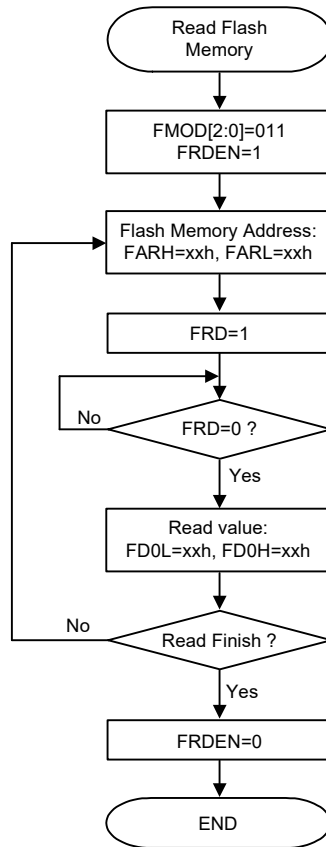 Read Flash
Memory
FMOD[2:0]=011
FRDEN=1
Flash Memory Address:
FARH=xxh, FARL=xxh
FRD=1
No
FRD=0 ?
Yes
Read value:
FD0L=xxh, FD0H=xxh
No
Read Finish ?
Yes
FRDEN=0
END